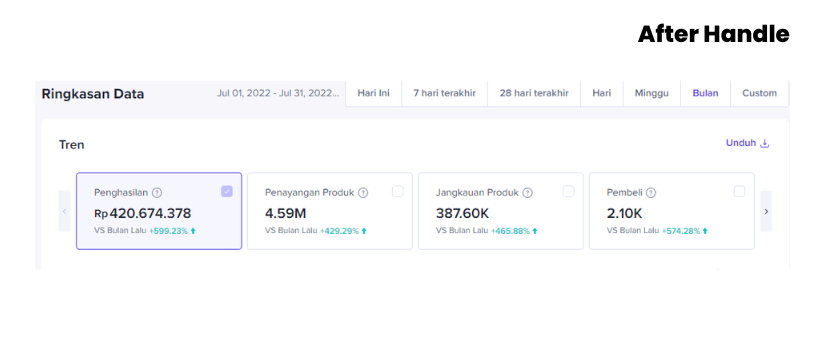 After Handle
Ringkasan Data Jul 01, 2022 - Jul 31, 2022... Hari Ini 7 hari terakhir 28 hari terakhir Hari Minggu Bulan Custom
Tren Unduh
Penghasilan Penayangan Produk Jangkauan Produk Pembeli
Rp420.674.378 4.59M 387.60K 2.10K
VS Bulan Lalu +599.23% VS Bulan Lalu +429.29% VS Bulan Lalu +465.88% VS Bulan Lalu +574.28%